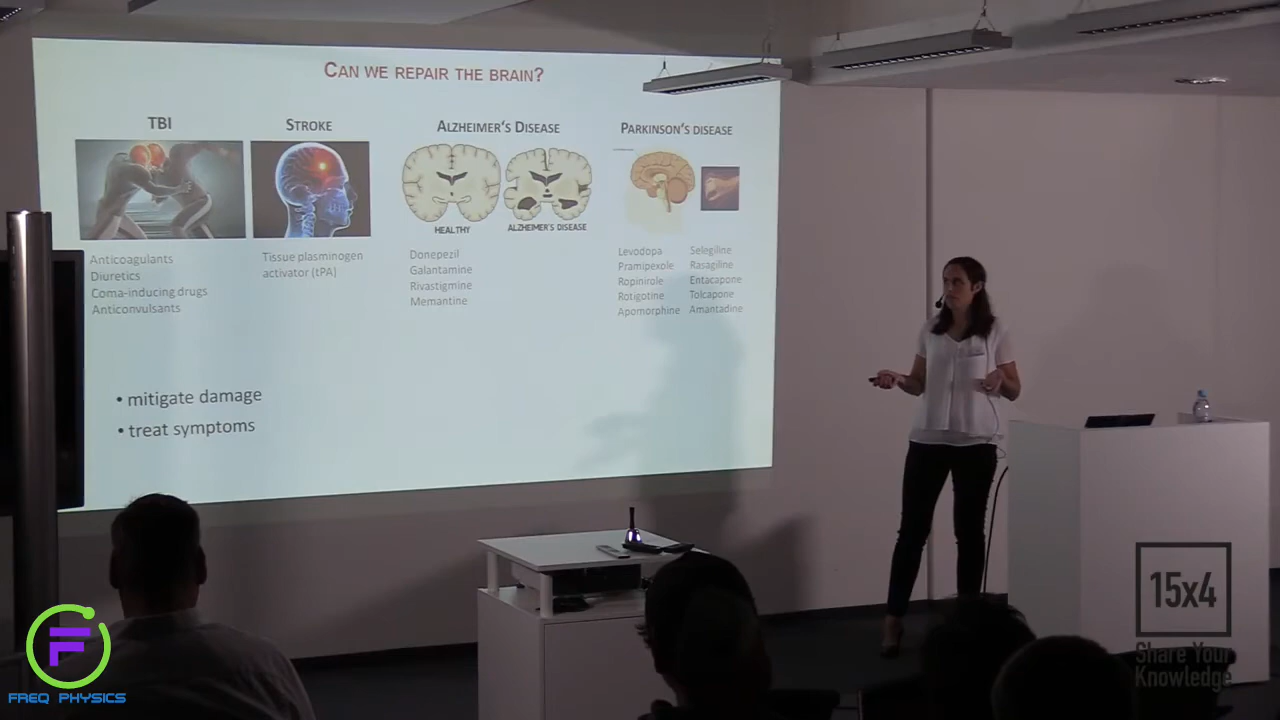 CAN WE REPAIR THE BRAIN?
TBI
Anticoagulants
Diuretics
Coma-inducing drugs
Anticonvulsants
STROKE
Tissue plasminogen
activator (tPA)
ALZHEIMER'S DISEASE
HEALTHY
ALZHEIMER'S DISEASE
Donepezil
Galantamine
Rivastigmine
Memantine
PARKINSON'S DISEASE
Levodopa
Pramipexole
Ropinirole
Rotigotine
Apomorphine
Selegiline
Rasagiline
Entacapone
Tolcapone
Amantadine
• mitigate damage
• treat symptoms
F
FREQ PHYSICS
15x4
Share Your
Knowledge